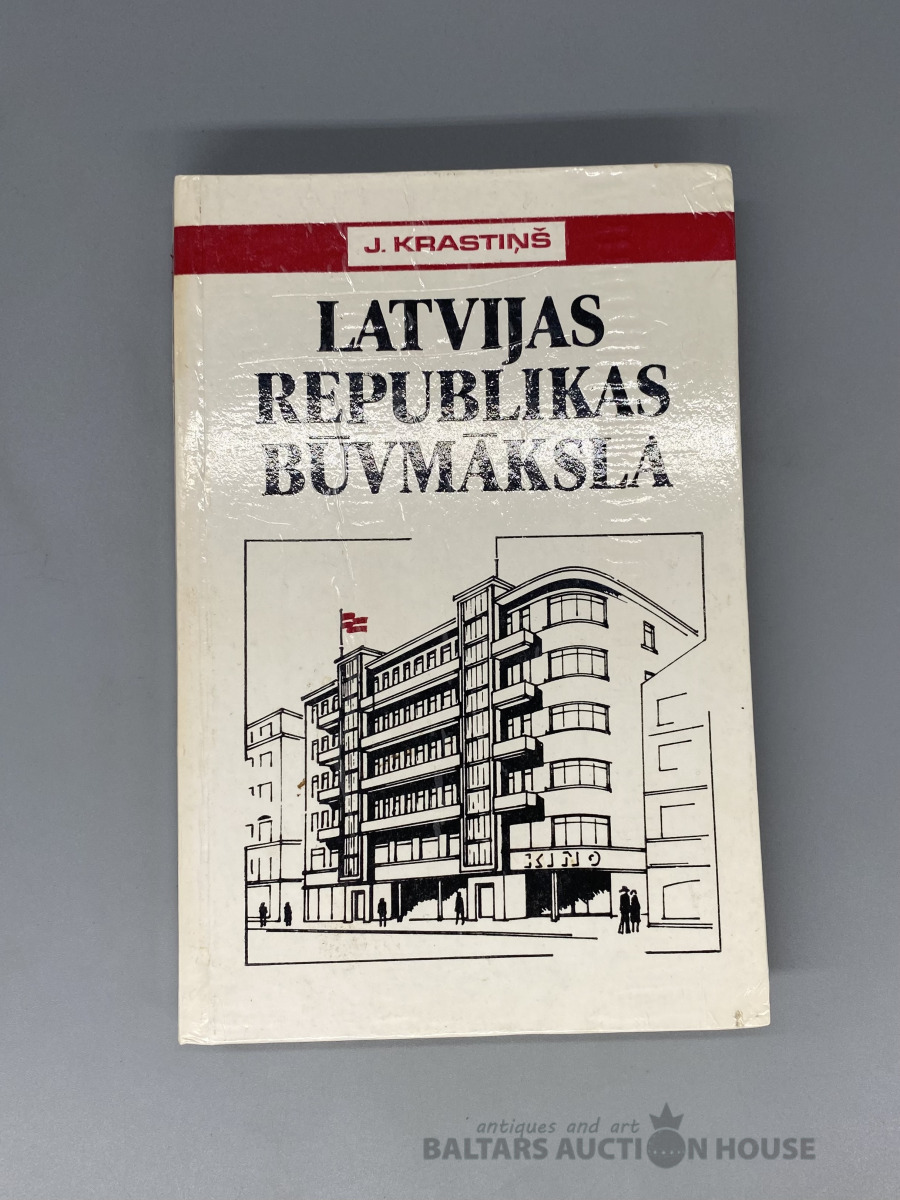 J. KRASTIŅŠ
LATVIJAS
REPUBLIKAS
BŪVMĀKSLA
KINO
antiques and art
BALTARS AUCTION HOUSE